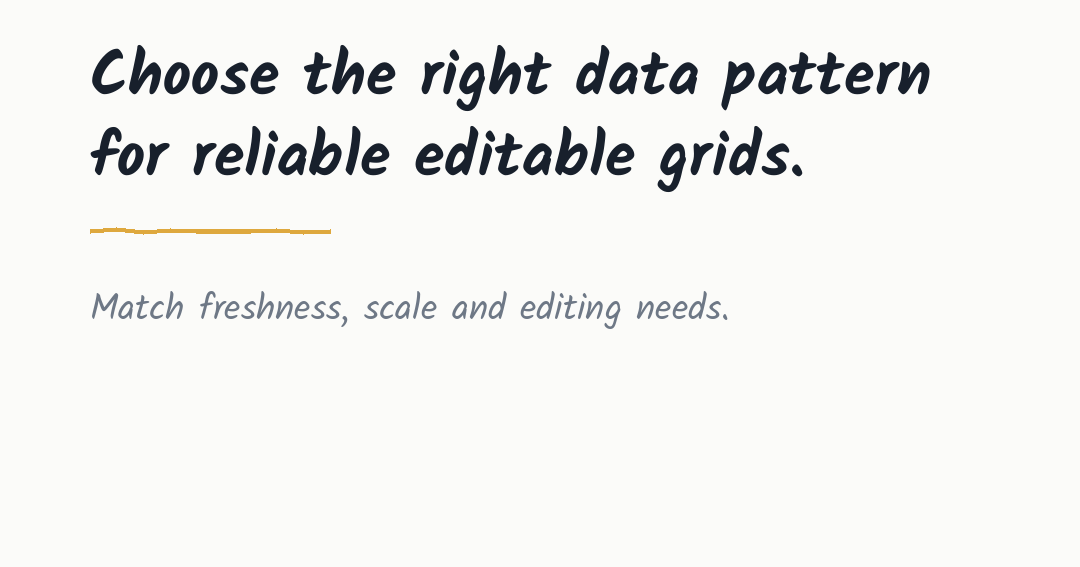 Choose the right data pattern
for reliable editable grids.
Match freshness, scale and editing needs.